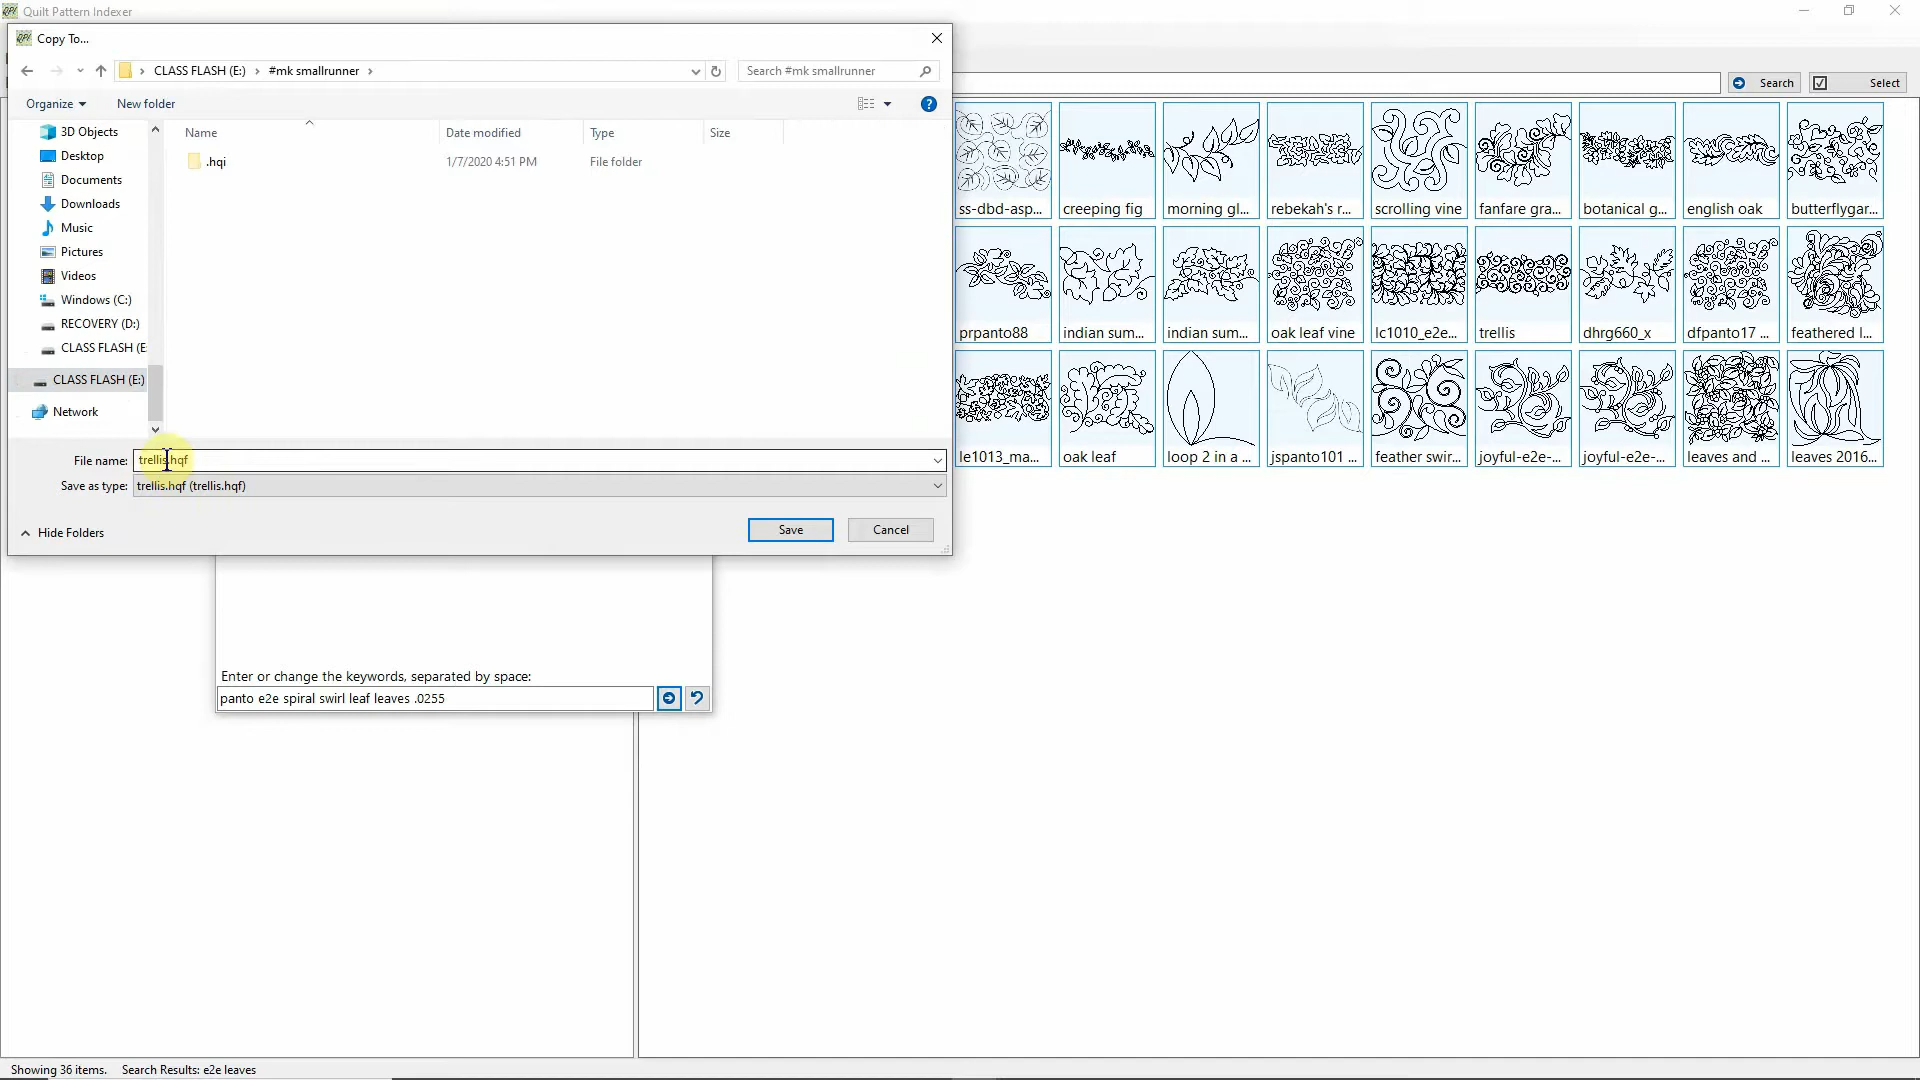 Quilt Pattern Indexer
Copy To...
CLASS FLASH (E:) › #mk smallrunner ›
Search #mk smallrunner
Search
Select
Organize
New folder
Name
Date modified
Type
Size
3D Objects
Desktop
Documents
Downloads
Music
Pictures
Videos
Windows (C:)
RECOVERY (D:)
CLASS FLASH (E:
CLASS FLASH (E:)
Network
.hqi
1/7/2020 4:51 PM
File folder
ss-dbd-asp...
creeping fig
morning gl...
rebekah's r...
scrolling vine
fanfare gra...
botanical g...
english oak
butterflygar...
prpanto88
indian sum...
indian sum...
oak leaf vine
lc1010_e2e...
trellis
dhrg660_x
dfpanto17 ...
feathered l...
le1013_ma...
oak leaf
loop 2 in a ...
jspanto101 ...
feather swir...
joyful-e2e-...
joyful-e2e-...
leaves and ...
leaves 2016...
File name: trellis.hqf
Save as type: trellis.hqf (trellis.hqf)
Hide Folders
Save
Cancel
Enter or change the keywords, separated by space:
panto e2e spiral swirl leaf leaves .0255
Showing 36 items. Search Results: e2e leaves